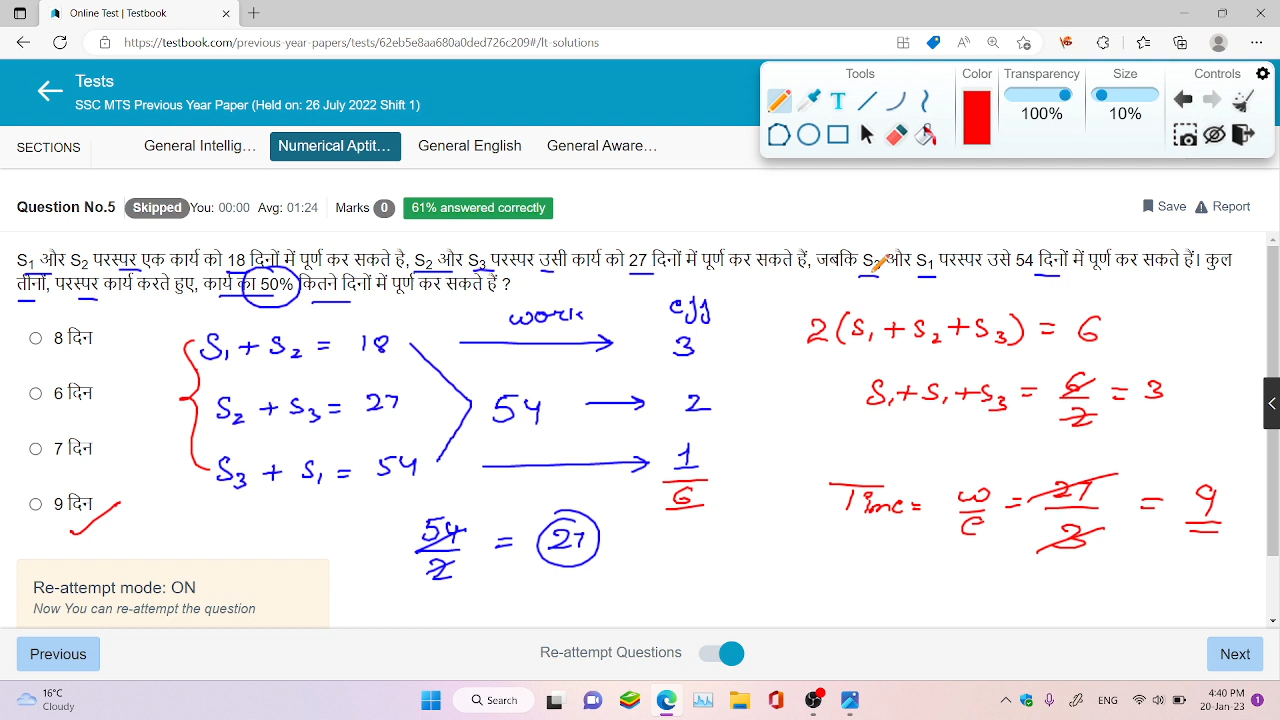 Online Test | Testbook
https://testbook.com/previous-year-papers/tests/62eb5e8aa680a0ded726c209#/lt-solutions
Tests
SSC MTS Previous Year Paper (Held on: 26 July 2022 Shift 1)
Tools
Color
Transparency
Size
Controls
100%
10%
SECTIONS
General Intellig...
Numerical Aptit...
General English
General Aware...
Question No.5
Skipped
You: 00:00
Avg: 01:24
Marks 0
61% answered correctly
Save
Report
S1 और S2 परस्पर एक कार्य को 18 दिनों में पूर्ण कर सकते है, S2 और S3 परस्पर उसी कार्य को 27 दिनों में पूर्ण कर सकते हैं, जबकि S3 और S1 परस्पर उसे 54 दिनों में पूर्ण कर सकते हैं। कुल
तीनों, परस्पर कार्य करते हुए, कार्य का 50% कितने दिनों में पूर्ण कर सकते हैं ?
8 दिन
6 दिन
7 दिन
9 दिन
work
eff
S1 + S2 = 18
3
S2 + S3 = 27
54
2
S3 + S1 = 54
1
6
54/2 = 27
2(S1 + S2 + S3) = 6
S1 + S1 + S3 = 6/2 = 3
Time = w/e = 27/3 = 9
Re-attempt mode: ON
Now You can re-attempt the question
Previous
Re-attempt Questions
Next
16°C
Cloudy
Search
ENG
4:40 PM
20-Jan-23
1